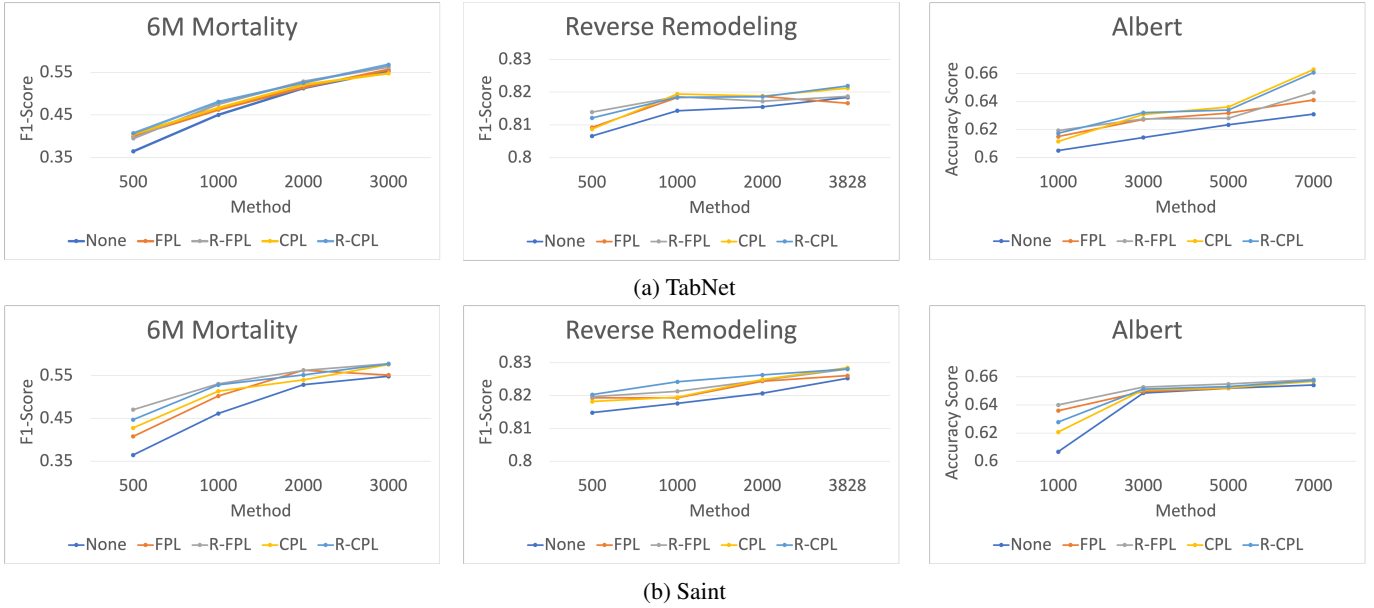 6M Mortality
F1-Score
0.55
0.45
0.35
500 1000 2000 3000
Method
None FPL R-FPL CPL R-CPL
Reverse Remodeling
F1-Score
0.83
0.82
0.81
0.8
500 1000 2000 3828
Method
None FPL R-FPL CPL R-CPL
Albert
Accuracy Score
0.66
0.64
0.62
0.6
1000 3000 5000 7000
Method
None FPL R-FPL CPL R-CPL
(a) TabNet
6M Mortality
F1-Score
0.55
0.45
0.35
500 1000 2000 3000
Method
None FPL R-FPL CPL R-CPL
Reverse Remodeling
F1-Score
0.83
0.82
0.81
0.8
500 1000 2000 3828
Method
None FPL R-FPL CPL R-CPL
Albert
Accuracy Score
0.66
0.64
0.62
0.6
1000 3000 5000 7000
Method
None FPL R-FPL CPL R-CPL
(b) Saint